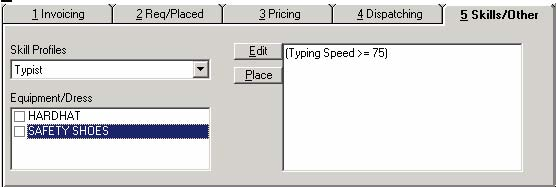 1 Invoicing
2 Req/Placed
3 Pricing
4 Dispatching
5 Skills/Other
Skill Profiles
Typist
Edit
Place
(Typing Speed >= 75)
Equipment/Dress
HARDHAT
SAFETY SHOES